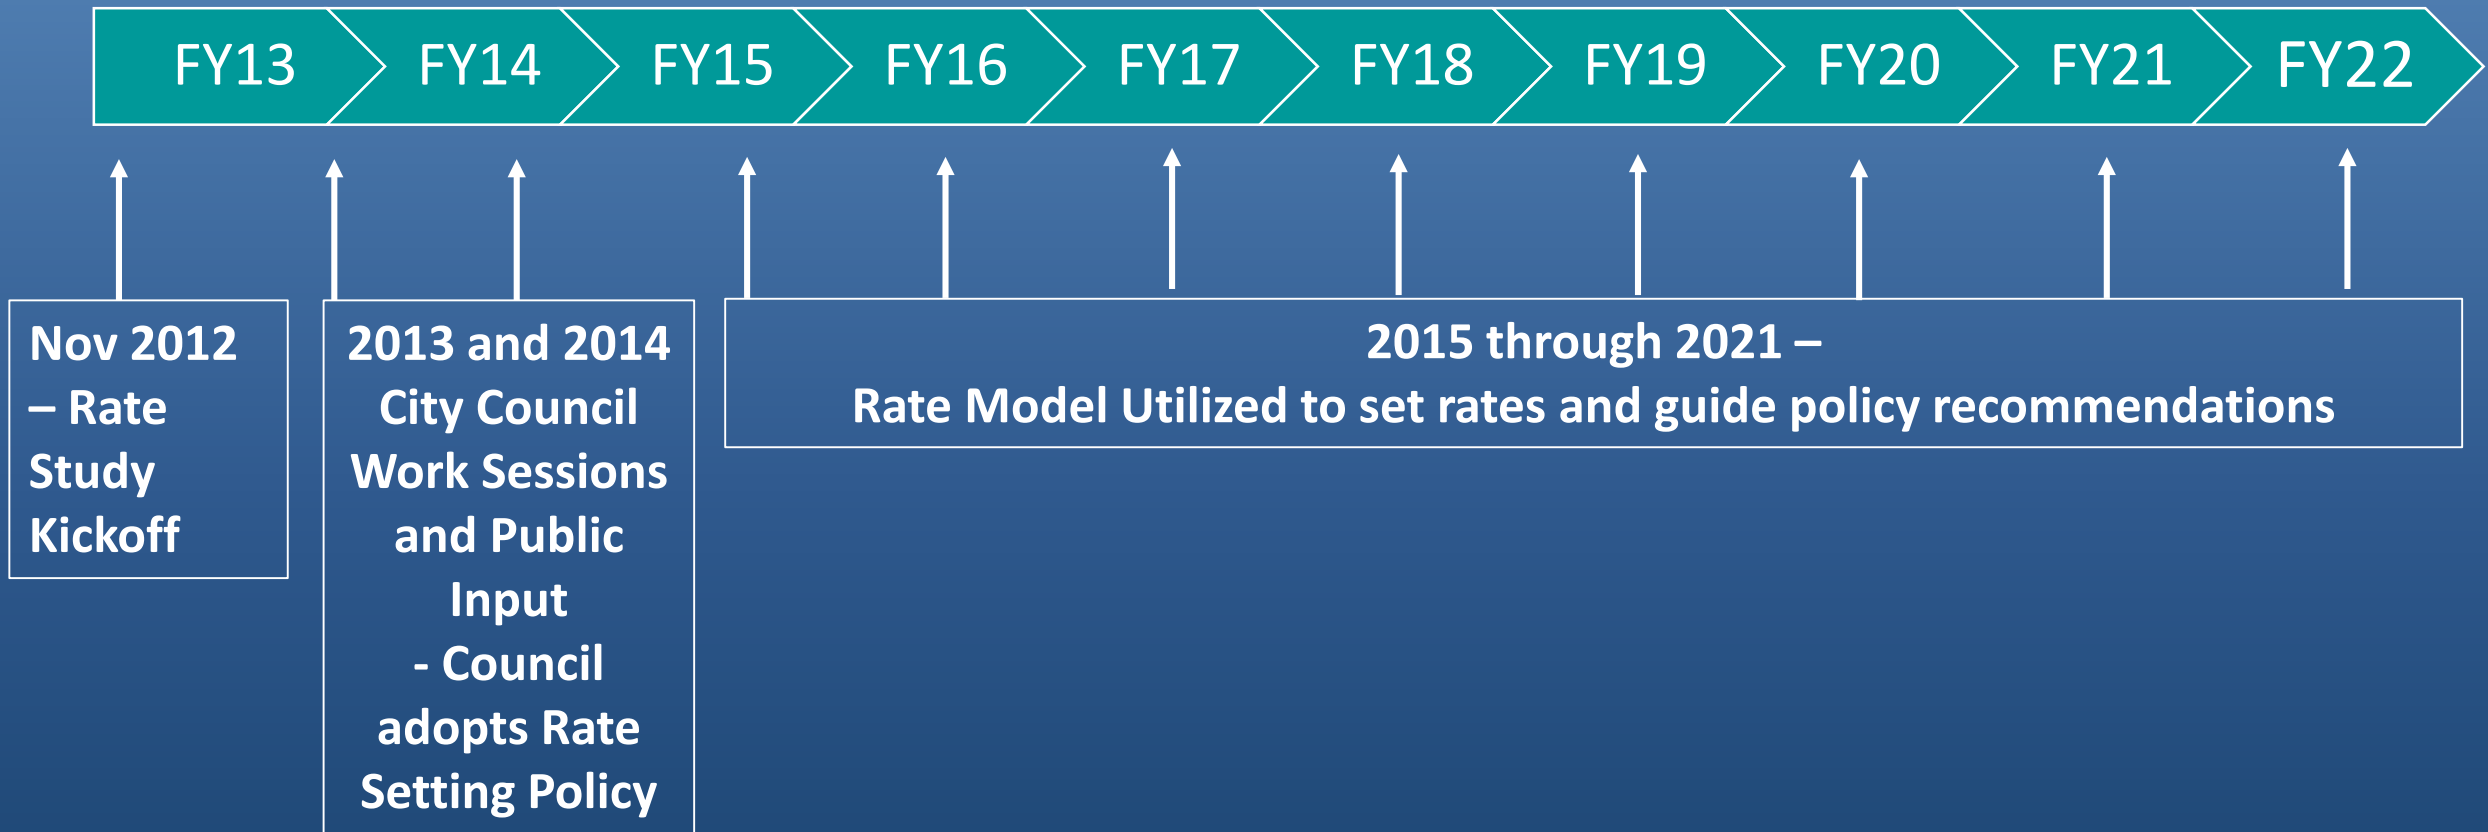 FY13 FY14 FY15 FY16 FY17 FY18 FY19 FY20 FY21 FY22
Nov 2012
– Rate
Study
Kickoff
2013 and 2014
City Council
Work Sessions
and Public
Input
- Council
adopts Rate
Setting Policy
2015 through 2021 –
Rate Model Utilized to set rates and guide policy recommendations